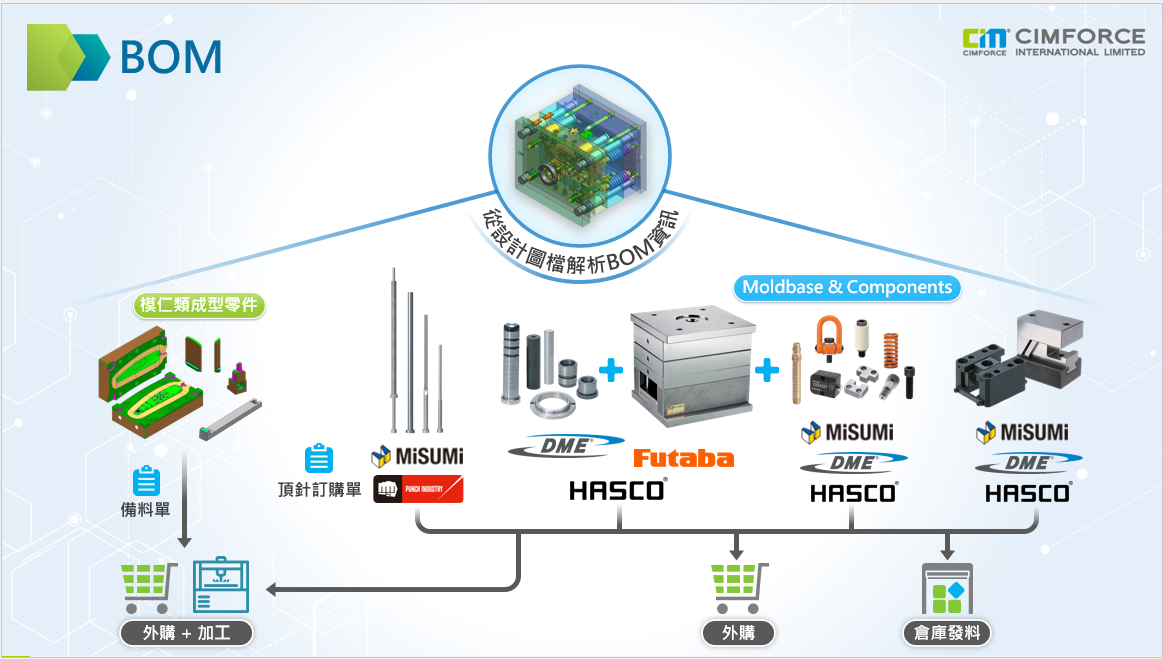 BOM
CIM
CIMFORCE
CIMFORCE
INTERNATIONAL LIMITED
從設計圖檔解析BOM資訊
模仁類成型零件
Moldbase & Components
備料單
頂針訂購單
MiSUMi
PUNCH INDUSTRY
DME
Futaba
HASCO®
MiSUMi
DME
HASCO®
MiSUMi
DME
HASCO®
外購 + 加工
外購
倉庫發料